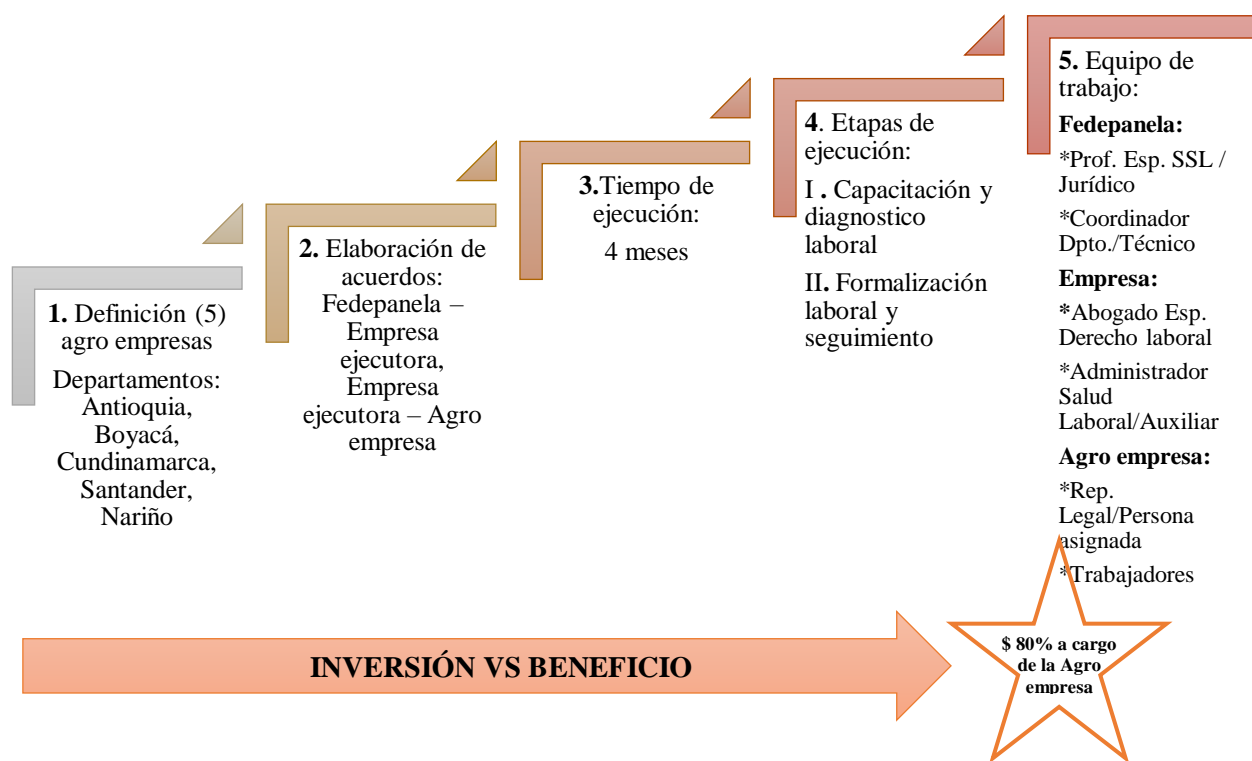 1. Definición (5)
agro empresas
Departamentos:
Antioquia,
Boyacá,
Cundinamarca,
Santander,
Nariño
2. Elaboración de
acuerdos:
Fedepanela –
Empresa
ejecutora,
Empresa
ejecutora – Agro
empresa
3.Tiempo de
ejecución:
4 meses
4. Etapas de
ejecución:
I . Capacitación y
diagnostico
laboral
II. Formalización
laboral y
seguimiento
5. Equipo de
trabajo:
Fedepanela:
*Prof. Esp. SSL /
Jurídico
*Coordinador
Dpto./Técnico
Empresa:
*Abogado Esp.
Derecho laboral
*Administrador
Salud
Laboral/Auxiliar
Agro empresa:
*Rep.
Legal/Persona
asignada
*Trabajadores
INVERSIÓN VS BENEFICIO
$ 80% a cargo
de la Agro
empresa